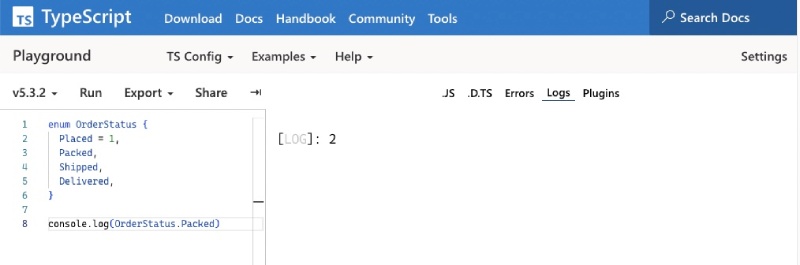 TS TypeScript Download Docs Handbook Community Tools Search Docs
Playground TS Config Examples Help Settings
v5.3.2 Run Export Share .JS .D.TS Errors Logs Plugins
1 enum OrderStatus {
2 Placed = 1,
3 Packed,
4 Shipped,
5 Delivered,
6 }
7
8 console.log(OrderStatus.Packed)
[LOG]: 2